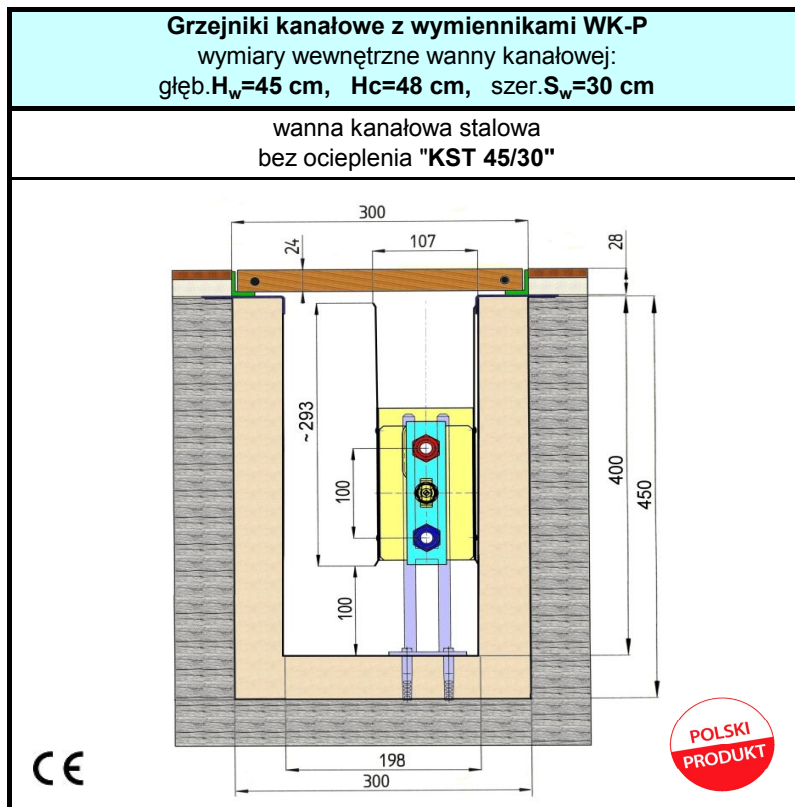 Grzejniki kanałowe z wymiennikami WK-P
wymiary wewnętrzne wanny kanałowej:
głęb.Hw=45 cm, Hc=48 cm, szer.Sw=30 cm
wanna kanałowa stalowa
bez ocieplenia "KST 45/30"
300
24
107
28
~293
100
100
400
450
198
300
CE
POLSKI
PRODUKT